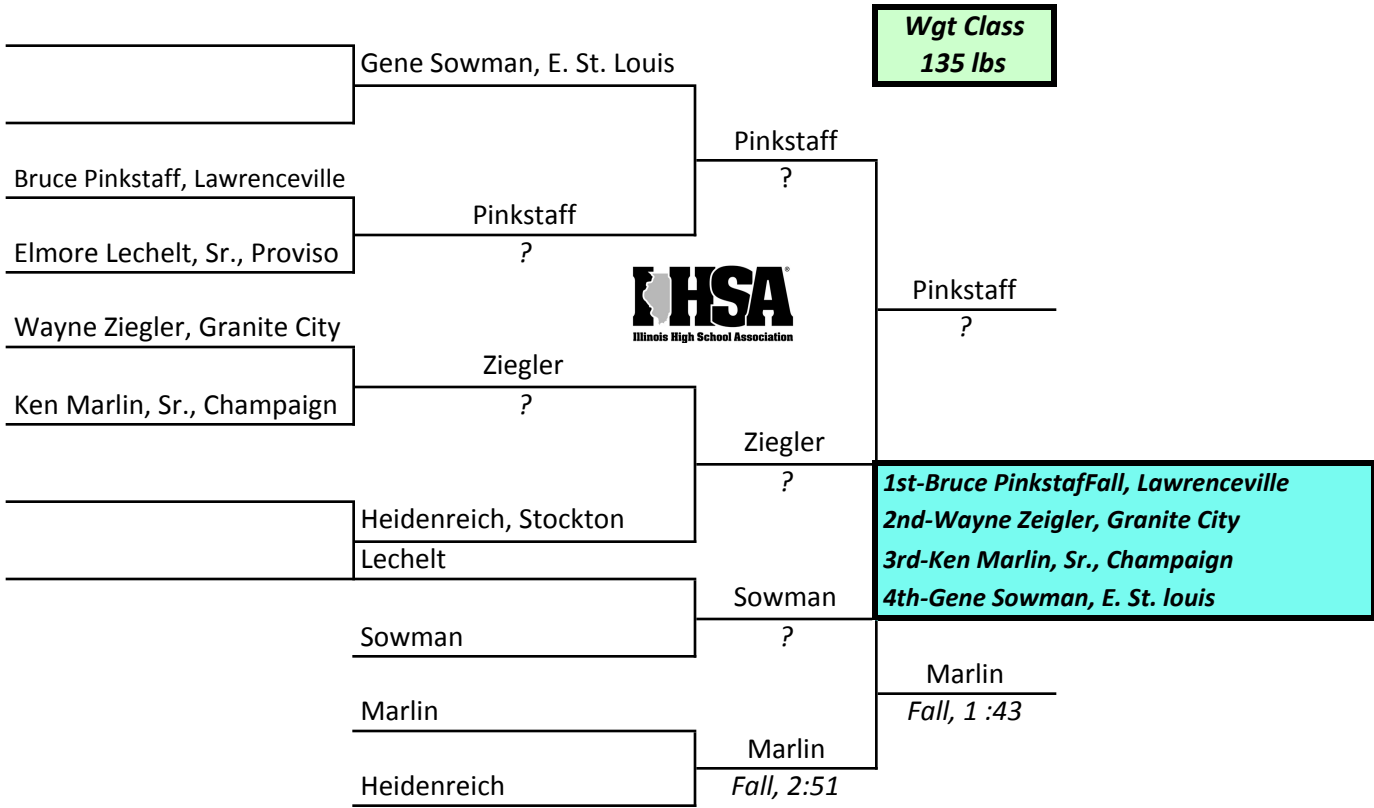 Wgt Class
135 lbs
Gene Sowman, E. St. Louis
Pinkstaff
?
Bruce Pinkstaff, Lawrenceville
Pinkstaff
?
Elmore Lechelt, Sr., Proviso
IHSA®
Illinois High School Association
Pinkstaff
?
Wayne Ziegler, Granite City
Ziegler
?
Ken Marlin, Sr., Champaign
Ziegler
?
1st-Bruce PinkstafFall, Lawrenceville
2nd-Wayne Zeigler, Granite City
3rd-Ken Marlin, Sr., Champaign
4th-Gene Sowman, E. St. louis
Heidenreich, Stockton
Lechelt
Sowman
?
Sowman
Marlin
Fall, 1 :43
Marlin
Marlin
Fall, 2:51
Heidenreich